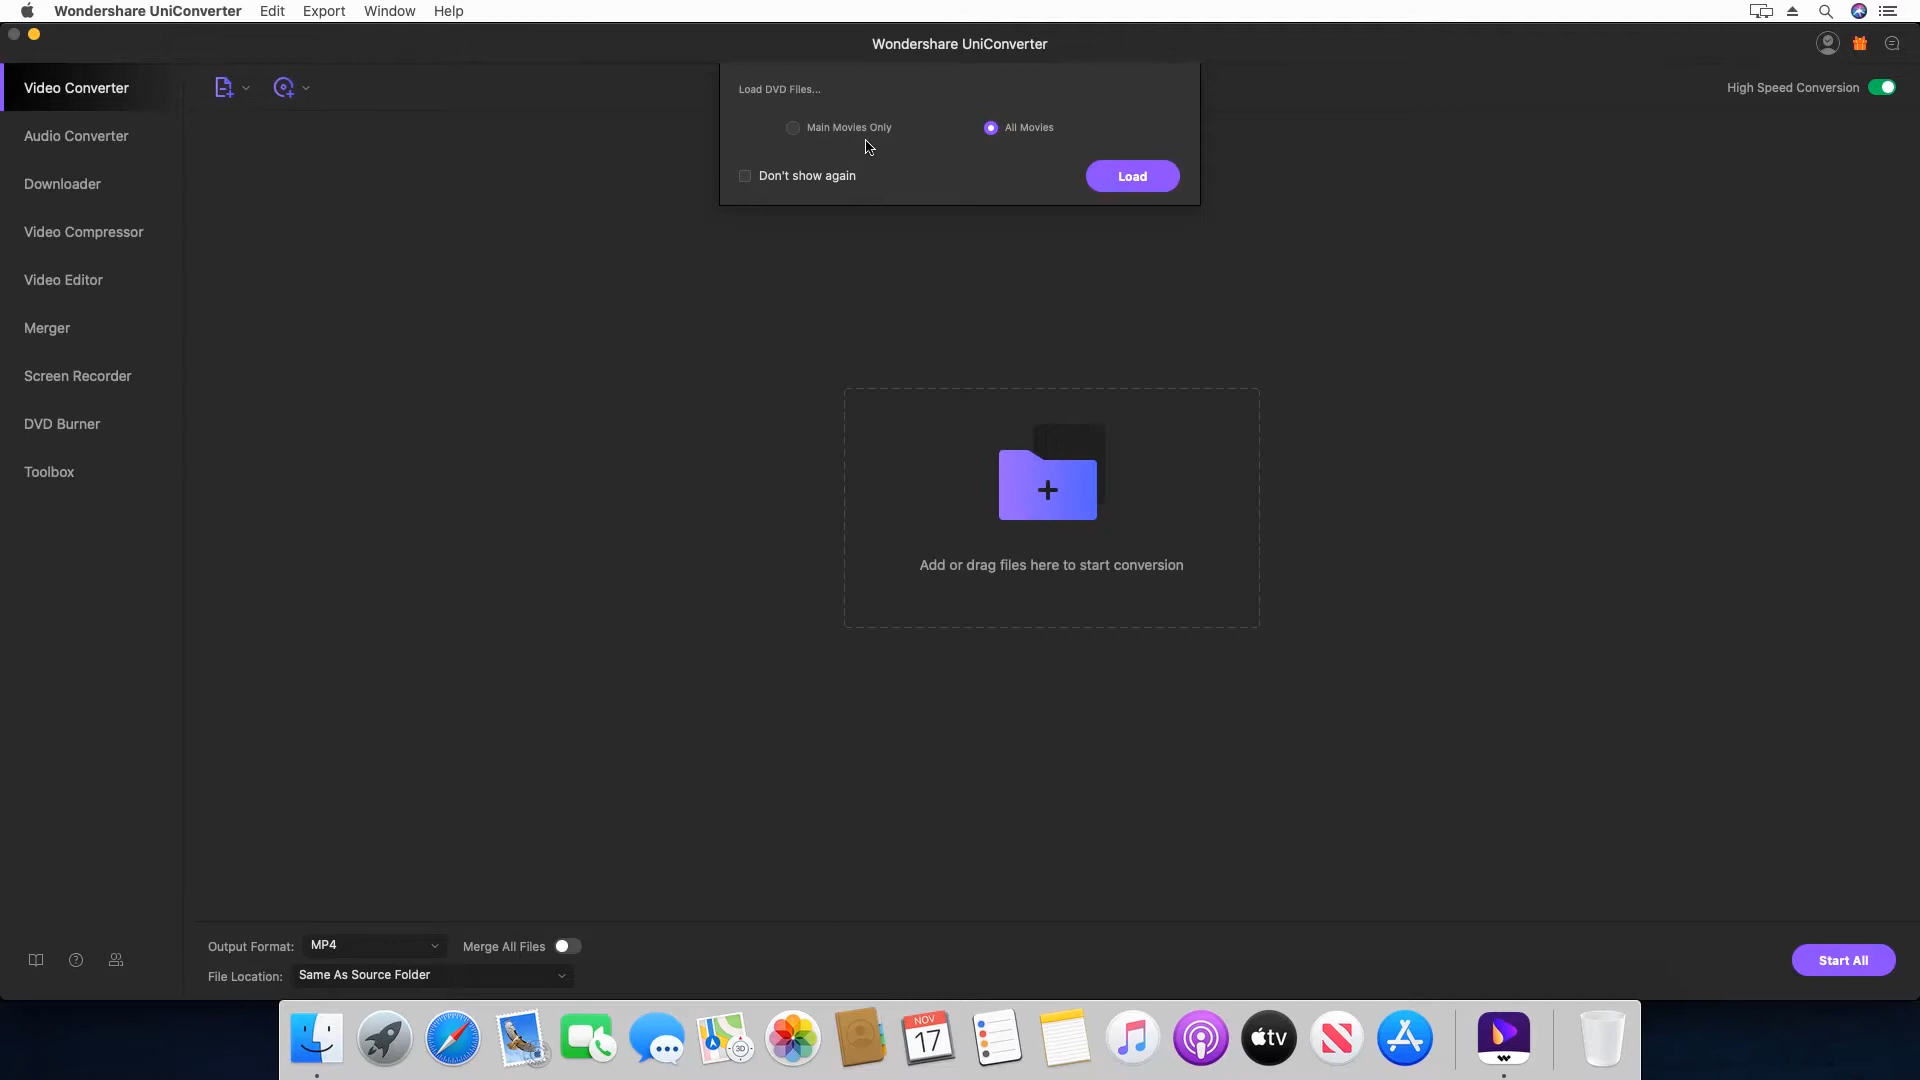 Wondershare UniConverter Edit Export Window Help
Wondershare UniConverter
Video Converter
Audio Converter
Downloader
Video Compressor
Video Editor
Merger
Screen Recorder
DVD Burner
Toolbox
High Speed Conversion
Load DVD Files...
Main Movies Only
All Movies
Don't show again
Load
Add or drag files here to start conversion
Output Format: MP4
Merge All Files
File Location: Same As Source Folder
Start All
3D
NOV
17
tv